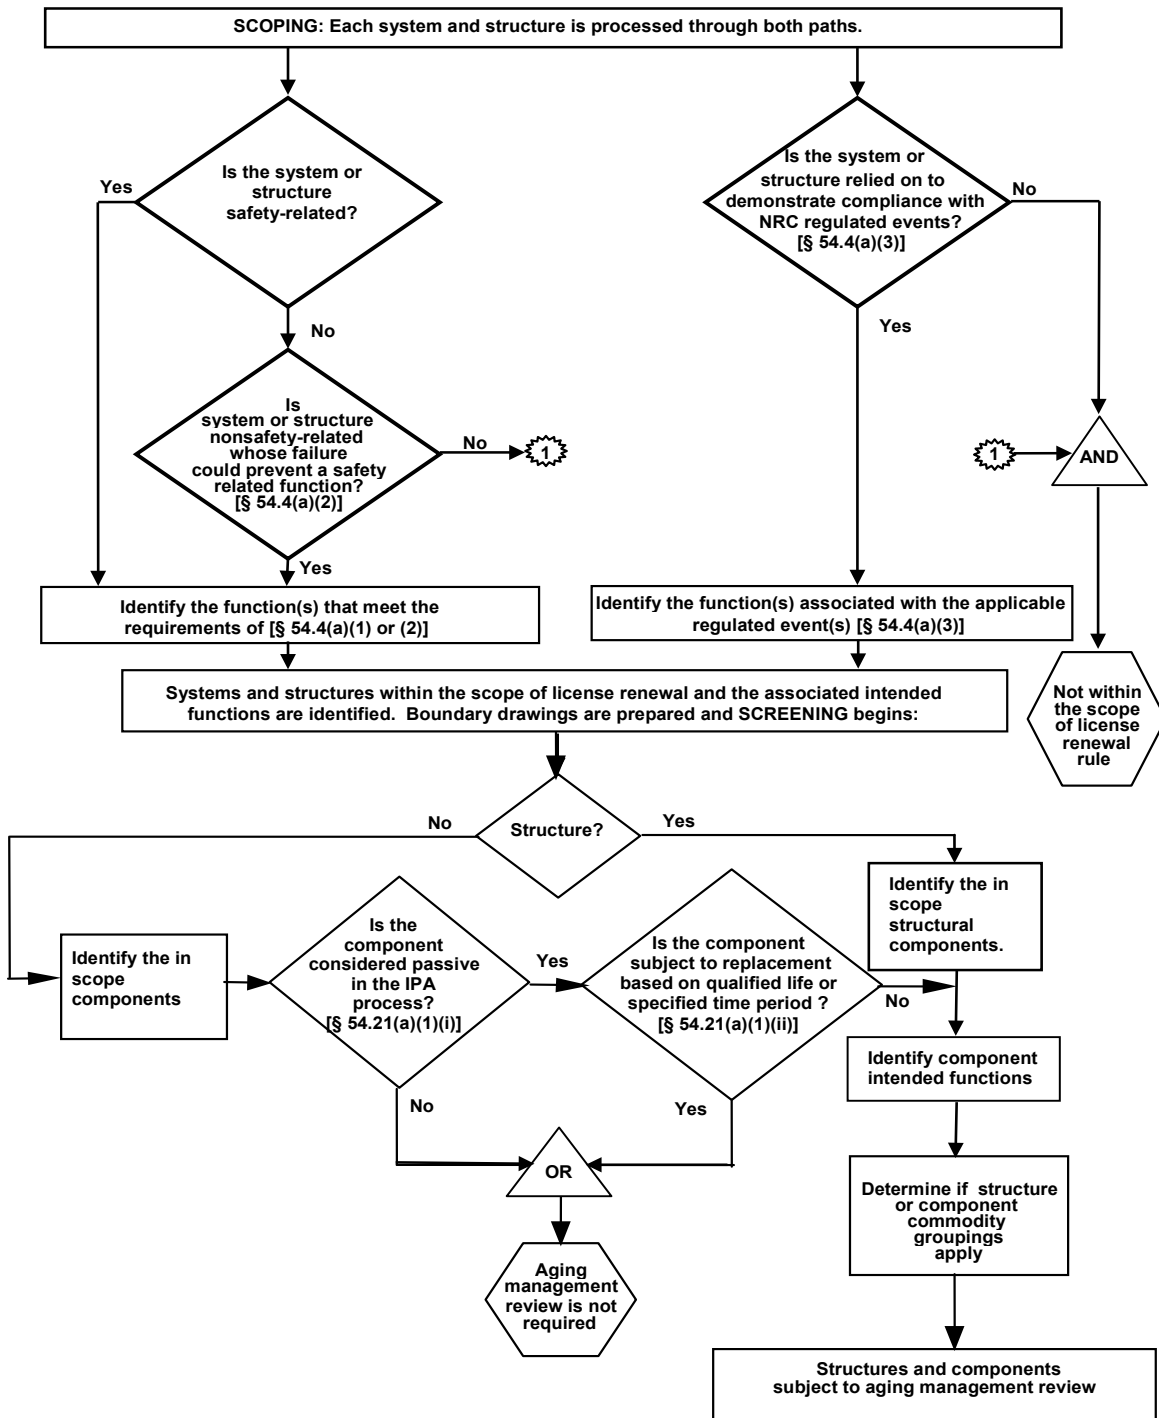 SCOPING: Each system and structure is processed through both paths.
Is the system or
structure
safety-related?
Yes
No
Is the system or
structure relied on to
demonstrate compliance with
NRC regulated events?
[§ 54.4(a)(3)]
No
Yes
Is
system or structure
nonsafety-related
whose failure
could prevent a safety
related function?
[§ 54.4(a)(2)]
No
1
Yes
1
AND
Identify the function(s) that meet the
requirements of [§ 54.4(a)(1) or (2)]
Identify the function(s) associated with the applicable
regulated event(s) [§ 54.4(a)(3)]
Not within
the scope
of license
renewal
rule
Systems and structures within the scope of license renewal and the associated intended
functions are identified. Boundary drawings are prepared and SCREENING begins:
Structure?
No
Yes
Identify the in
scope
components
Is the
component
considered passive
in the IPA
process?
[§ 54.21(a)(1)(i)]
Yes
No
Is the component
subject to replacement
based on qualified life or
specified time period ?
[§ 54.21(a)(1)(ii)]
No
Yes
Identify the in
scope
structural
components.
Identify component
intended functions
OR
Aging
management
review is not
required
Determine if structure
or component
commodity
groupings
apply
Structures and components
subject to aging management review